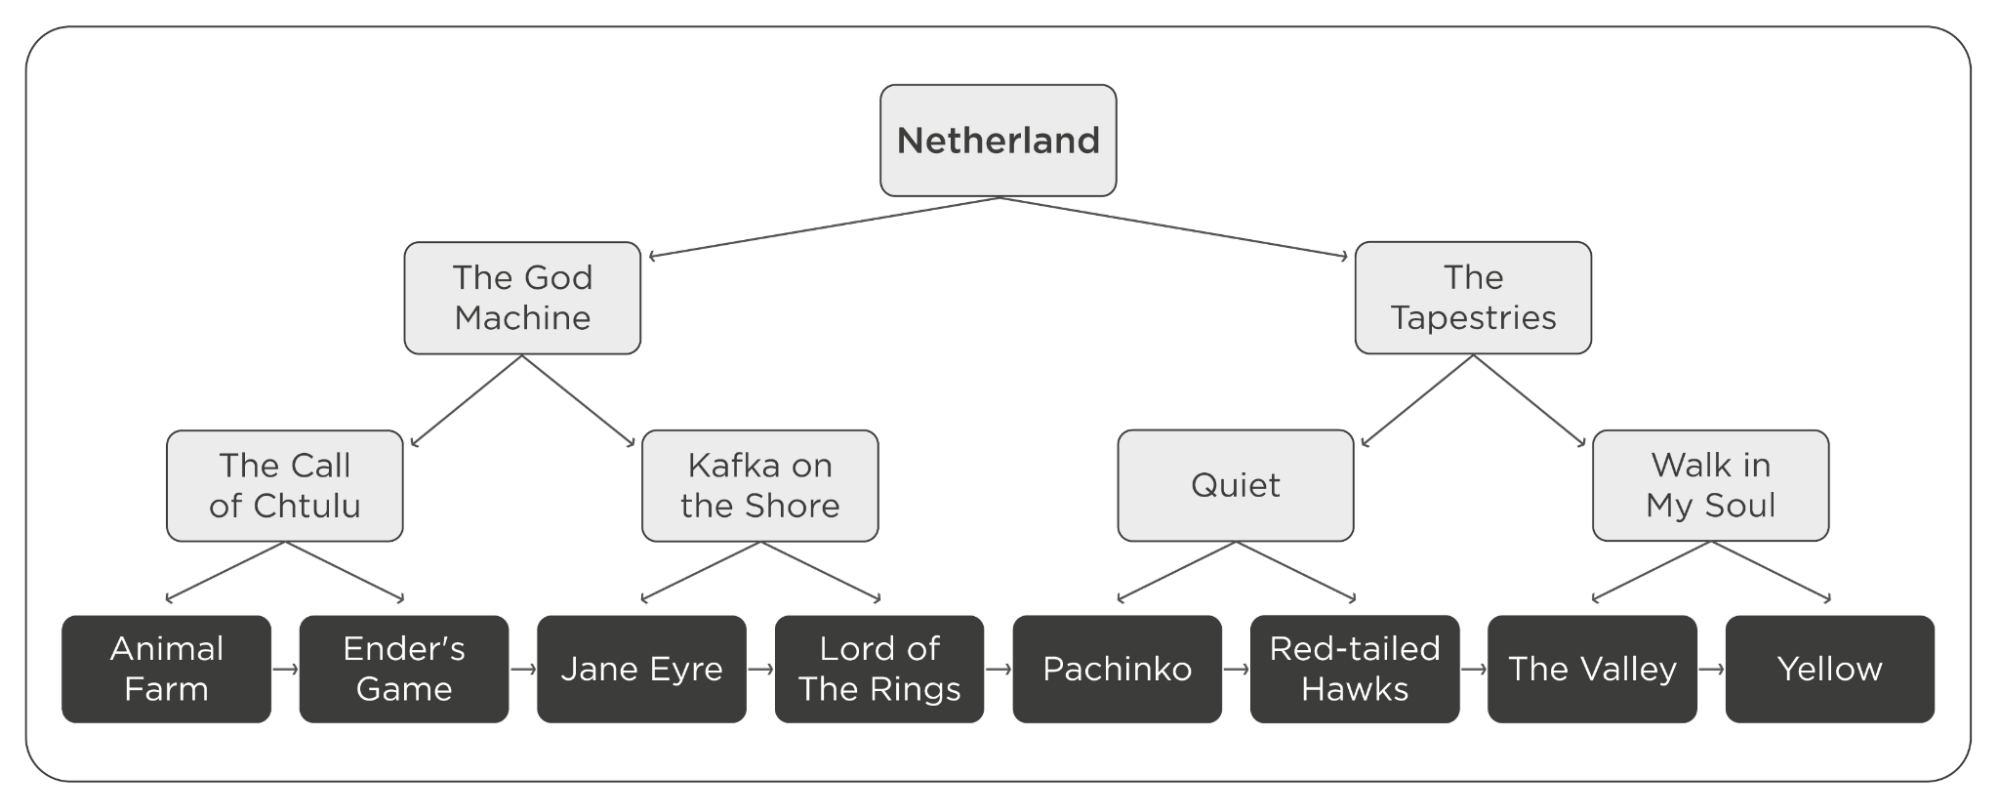 Netherland
The God
Machine
The
Tapestries
The Call
of Chtulu
Kafka on
the Shore
Quiet
Walk in
My Soul
Animal
Farm
Ender's
Game
Jane Eyre
Lord of
The Rings
Pachinko
Red-tailed
Hawks
The Valley
Yellow